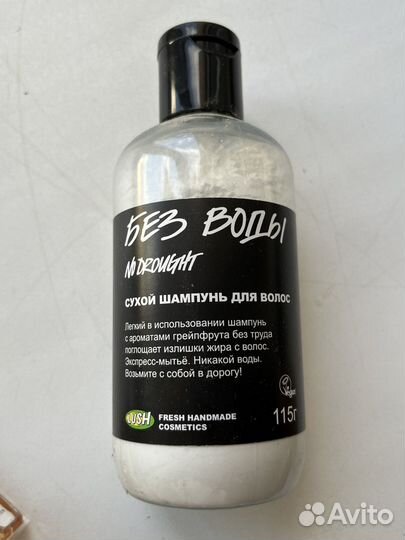 БЕЗ ВОДЫ
NO DROUGHT
СУХОЙ ШАМПУНЬ ДЛЯ ВОЛОС
Легкий в использовании шампунь
с ароматами грейпфрута без труда
поглощает излишки жира с волос.
Экспресс-мытьё. Никакой воды.
Возьмите с собой в дорогу!
Vegan
LUSH
FRESH HANDMADE
COSMETICS
115г
Avito